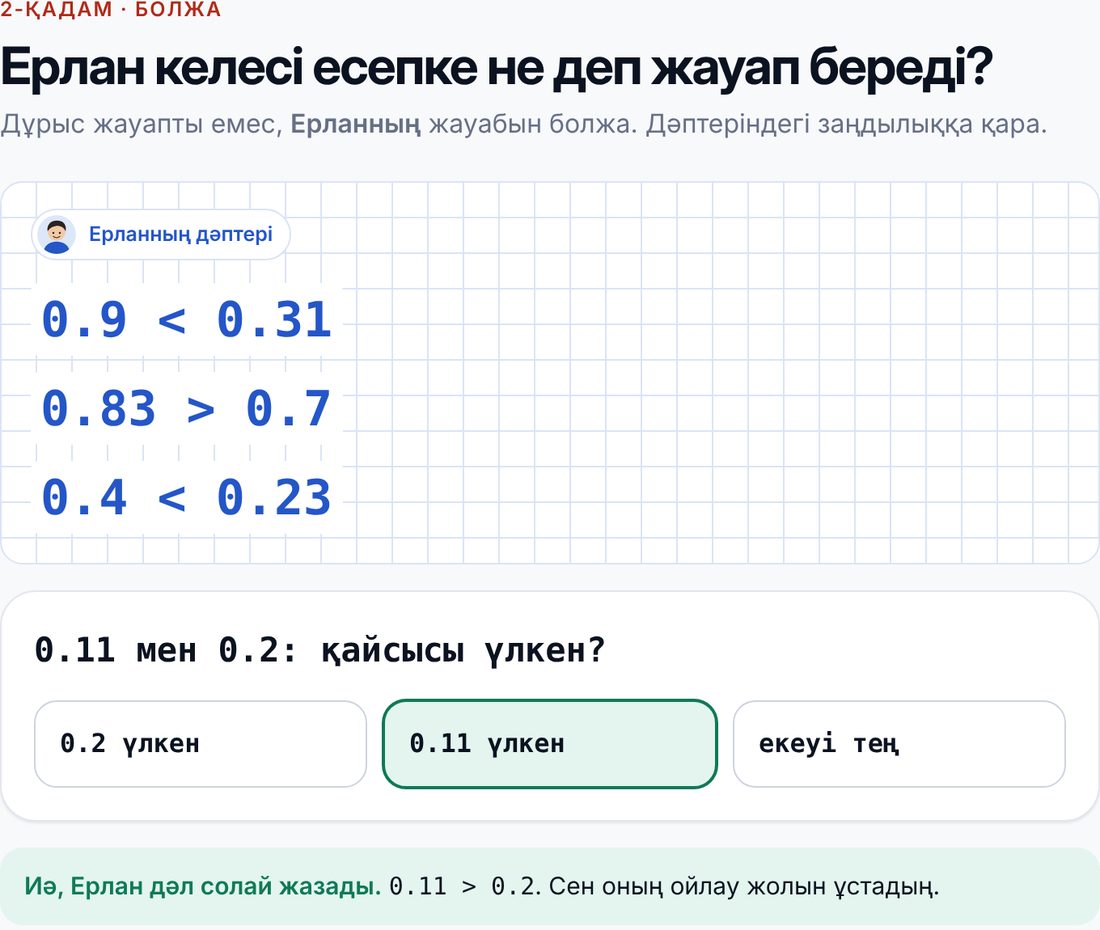 2-ҚАДАМ · БОЛЖА
Ерлан келесі есепке не деп жауап береді?
Дұрыс жауапты емес, Ерланның жауабын болжа. Дәптеріндегі заңдылыққа қара.
Ерланның дәптері
0.9 < 0.31
0.83 > 0.7
0.4 < 0.23
0.11 мен 0.2: қайсысы үлкен?
0.2 үлкен
0.11 үлкен
екеуі тең
Иә, Ерлан дәл солай жазады. 0.11 > 0.2. Сен оның ойлау жолын ұстадың.